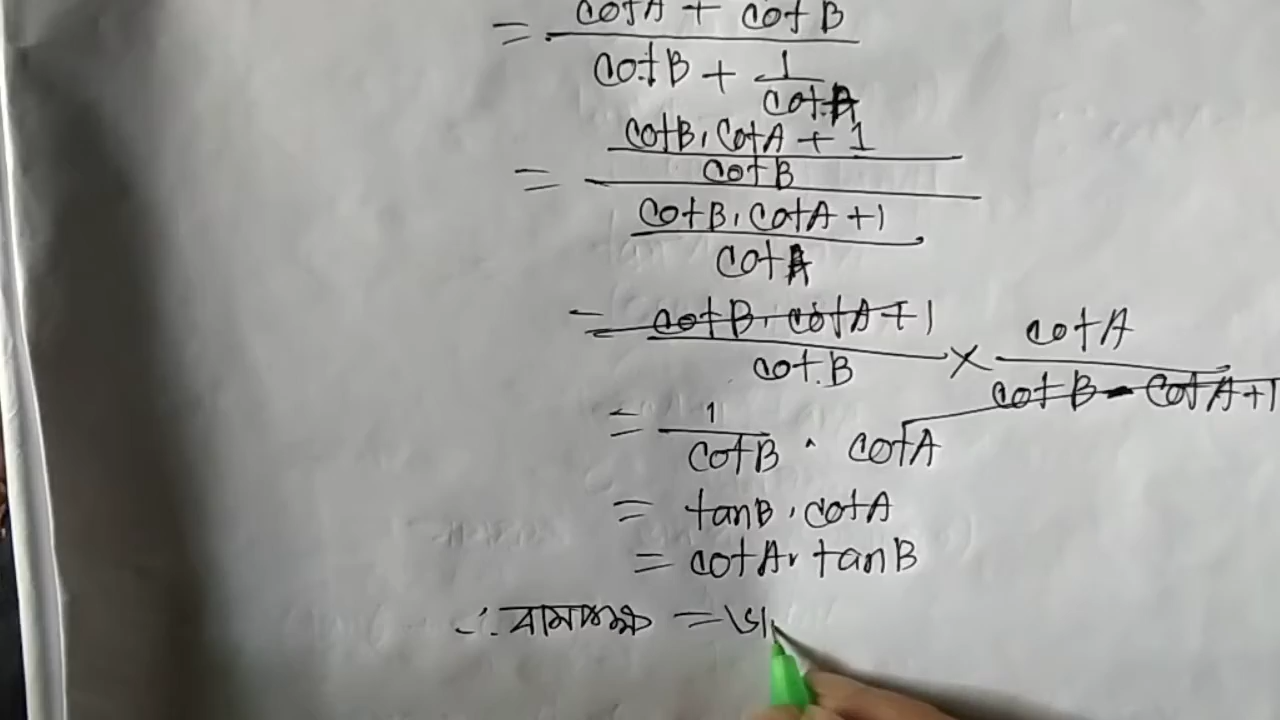 = cotA + cotB
cotB + 1
cotA
cotB. cotA + 1
cotB
=
cotB. cotA + 1
cotA
= cotB. cotA + 1
cot.B
× cotA
cotB - cotA + 1
= 1
cotB
. cotA
= tanB. cotA
= cotA. tanB
∴ বামপক্ষ = ডা